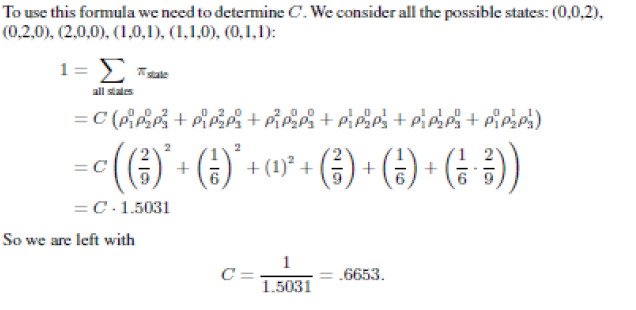 To use this formula we need to determine C. We consider all the possible states: (0,0,2),
(0,2,0), (2,0,0), (1,0,1), (1,1,0), (0,1,1):
1 = ∑_{all states} π_{state}
= C (ρ₁⁰ρ₂⁰ρ₃² + ρ₁⁰ρ₂²ρ₃⁰ + ρ₁²ρ₂⁰ρ₃⁰ + ρ₁¹ρ₂⁰ρ₃¹ + ρ₁¹ρ₂¹ρ₃⁰ + ρ₁⁰ρ₂¹ρ₃¹)
= C ((2/9)² + (1/6)² + (1)² + (2/9) + (1/6) + (1/6 · 2/9))
= C · 1.5031
So we are left with
C = 1/1.5031 = .6653.